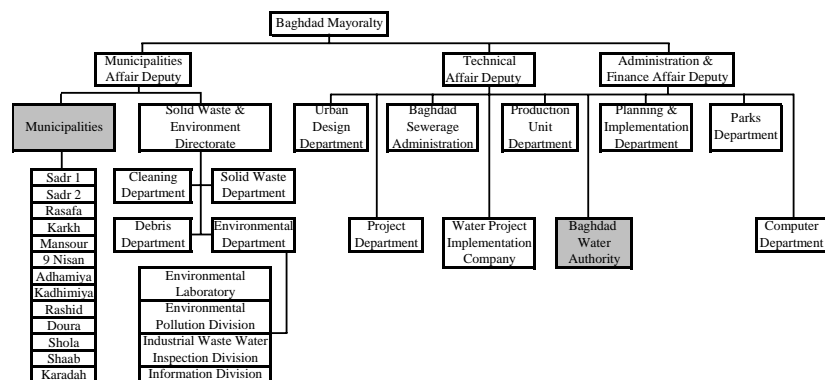 Baghdad Mayoralty
Municipalities
Affair Deputy
Technical
Affair Deputy
Administration &
Finance Affair Deputy
Municipalities
Solid Waste &
Environment
Directorate
Urban
Design
Department
Baghdad
Sewerage
Administration
Production
Unit
Department
Planning &
Implementation
Department
Parks
Department
Sadr 1
Sadr 2
Rasafa
Karkh
Mansour
9 Nisan
Adhamiya
Kadhimiya
Rashid
Doura
Shola
Shaab
Karadah
Cleaning
Department
Solid Waste
Department
Debris
Department
Environmental
Department
Project
Department
Water Project
Implementation
Company
Baghdad
Water
Authority
Computer
Department
Environmental
Laboratory
Environmental
Pollution Division
Industrial Waste Water
Inspection Division
Information Division